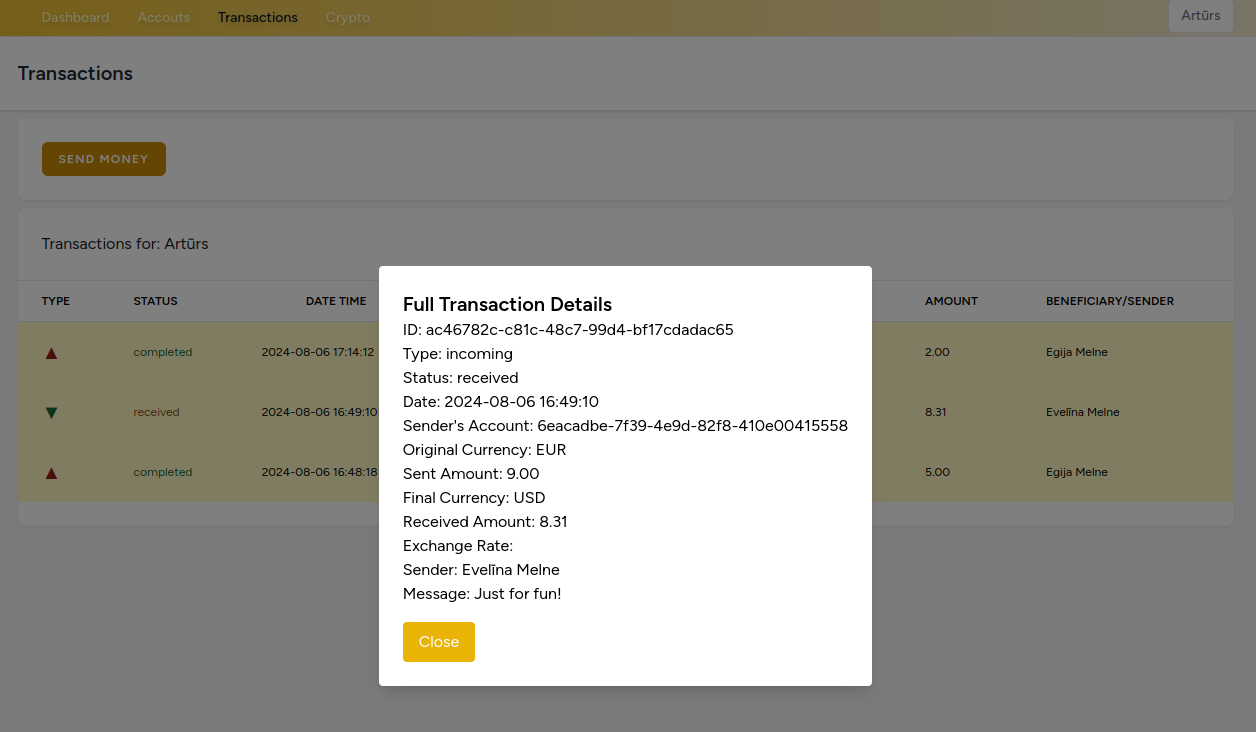 Dashboard Accouts Transactions Crypto Artūrs
Transactions
SEND MONEY
Transactions for: Artūrs
TYPE STATUS DATE TIME AMOUNT BENEFICIARY/SENDER
▲ completed 2024-08-06 17:14:12 2.00 Egija Melne
▼ received 2024-08-06 16:49:10 8.31 Evelīna Melne
▲ completed 2024-08-06 16:48:18 5.00 Egija Melne
Full Transaction Details
ID: ac46782c-c81c-48c7-99d4-bf17cdadac65
Type: incoming
Status: received
Date: 2024-08-06 16:49:10
Sender's Account: 6eacadbe-7f39-4e9d-82f8-410e00415558
Original Currency: EUR
Sent Amount: 9.00
Final Currency: USD
Received Amount: 8.31
Exchange Rate:
Sender: Evelīna Melne
Message: Just for fun!
Close